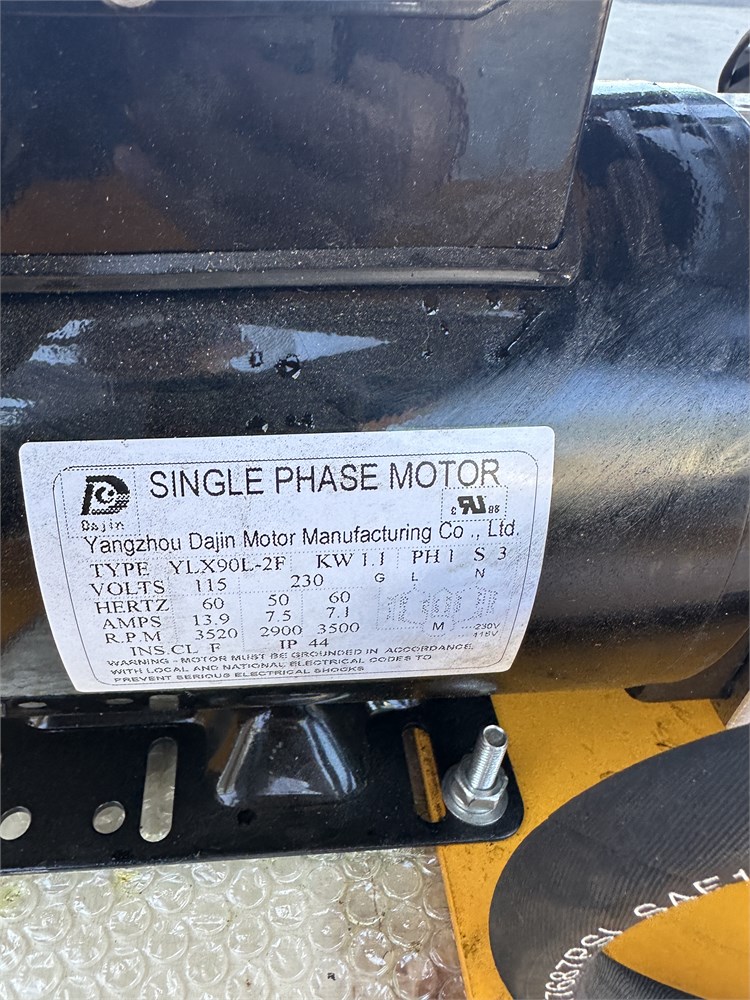 SINGLE PHASE MOTOR
Dajin
Yangzhou Dajin Motor Manufacturing Co ., Ltd.
TYPE YLX90L-2F KW 1.1 PH 1 S 3
VOLTS 115 230 G L N
HERTZ 60 50 60
AMPS 13.9 7.5 7.1
R.P.M 3520 2900 3500 M 230V
115V
INS.CL F IP 44
WARNING - MOTOR MUST BE GROUNDED IN ACCORDANCE
WITH LOCAL AND NATIONAL ELECTRICAL CODES TO
PREVENT SERIOUS ELECTRICAL SHOCKS
7687PSI SAE 1